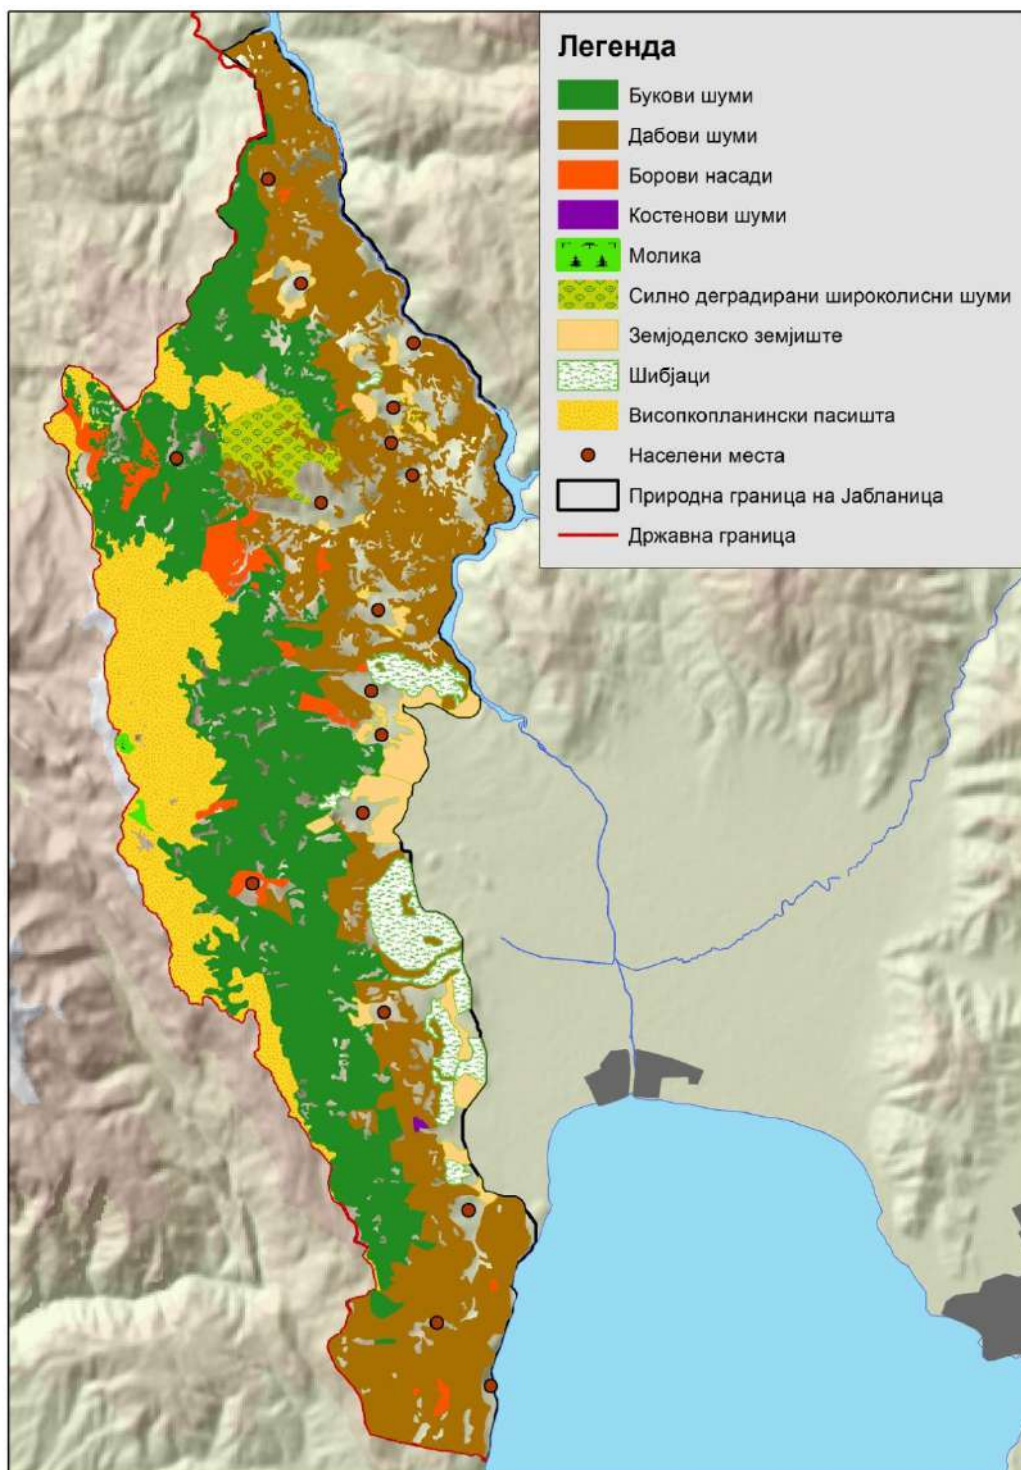 Легенда
Букови шуми
Дабови шуми
Борови насади
Костенови шуми
Молика
Силно деградирани широколисни шуми
Земјоделско земјиште
Шибјаци
Висопкопланински пасишта
Населени места
Природна граница на Јабланица
Државна граница